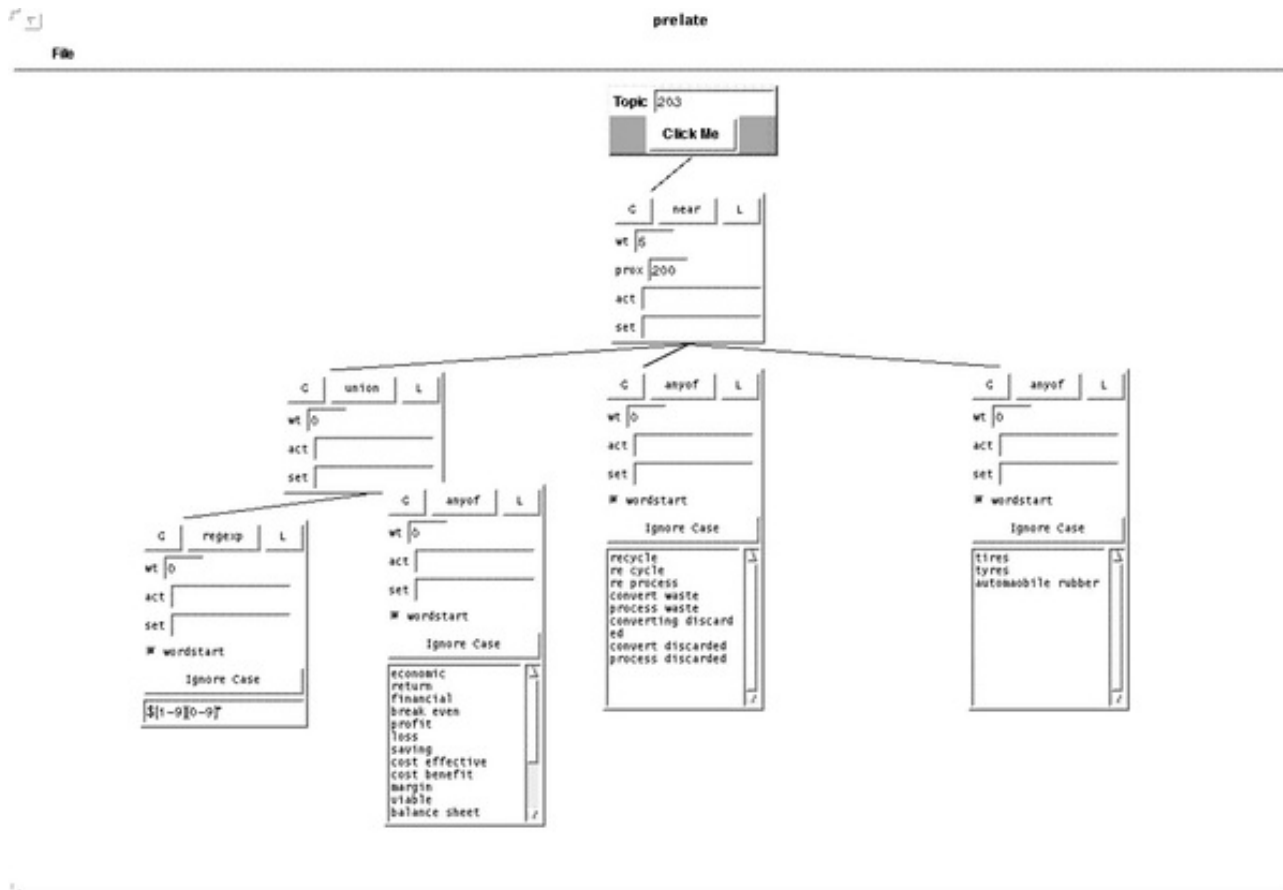 prelate
File
Topic 203
Click Me
G near L
wt 5
prox 200
act
set
G union L
wt 0
act
set
G anyof L
wt 0
act
set
wordstart
Ignore Case
recycle
re cycle
re process
convert waste
process waste
converting discard
ed
convert discarded
process discarded
G anyof L
wt 0
act
set
wordstart
Ignore Case
tires
tyres
automaobile rubber
G regexp L
wt 0
act
set
wordstart
Ignore Case
$[1-9][0-9]*
G anyof L
wt 0
act
set
wordstart
Ignore Case
economic
return
financial
break even
profit
loss
saving
cost effective
cost benefit
margin
viable
balance sheet